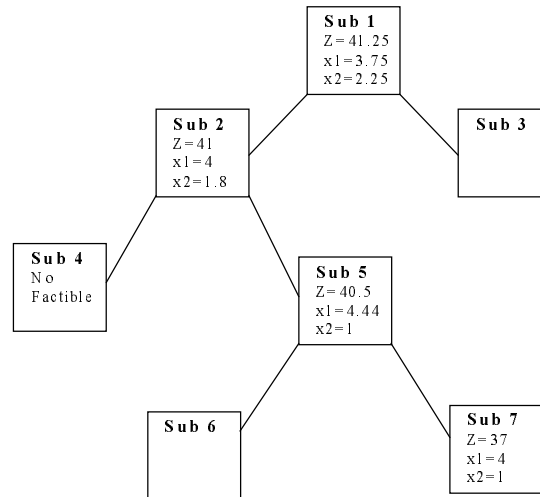 Sub 1
Z=41.25
x1=3.75
x2=2.25
Sub 2
Z=41
x1=4
x2=1.8
Sub 3
Sub 4
No
Factible
Sub 5
Z=40.5
x1=4.44
x2=1
Sub 6
Sub 7
Z=37
x1=4
x2=1